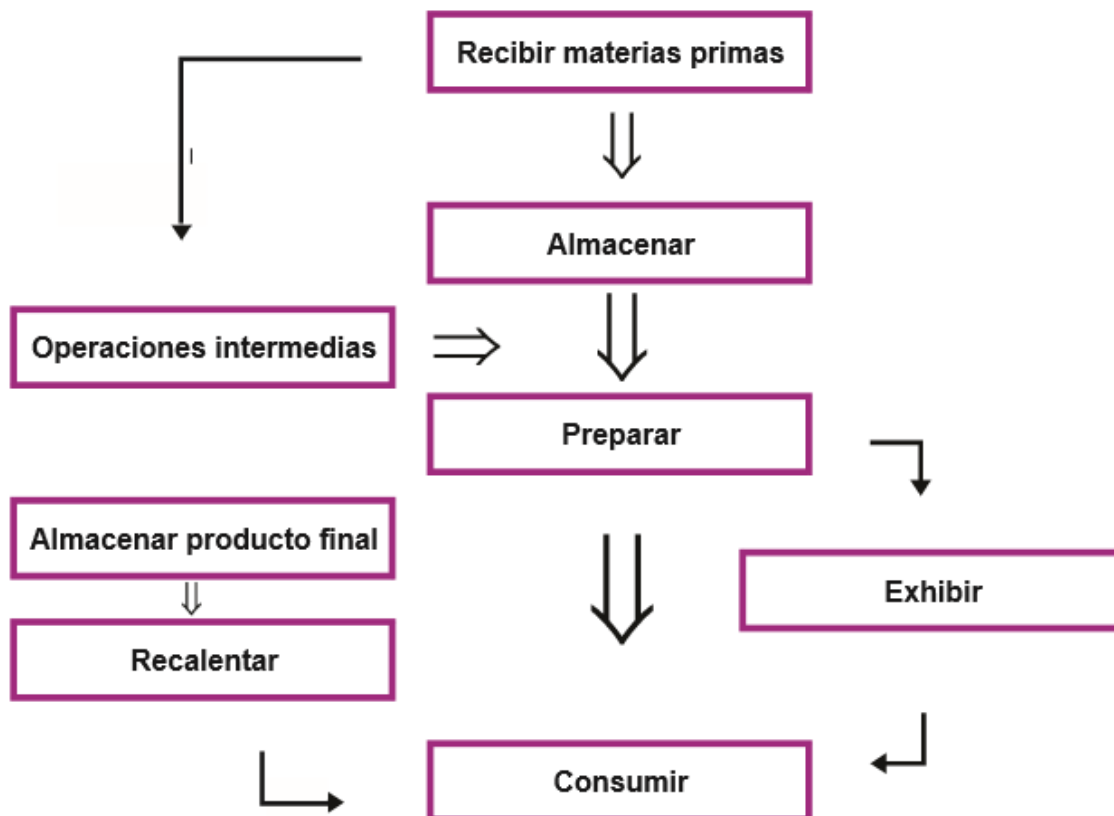 Recibir materias primas
Almacenar
Operaciones intermedias
Preparar
Almacenar producto final
Exhibir
Recalentar
Consumir